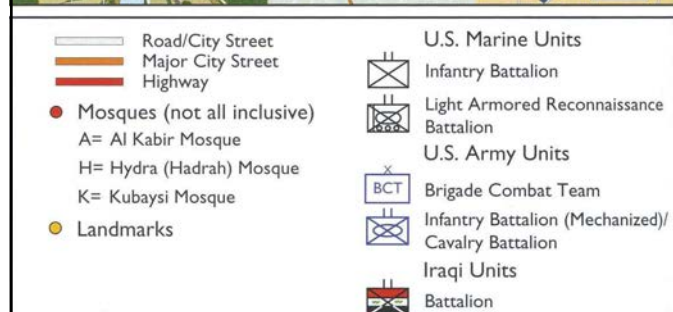 Road/City Street
Major City Street
Highway
Mosques (not all inclusive)
A= Al Kabir Mosque
H= Hydra (Hadrah) Mosque
K= Kubaysi Mosque
Landmarks
U.S. Marine Units
Infantry Battalion
Light Armored Reconnaissance
Battalion
U.S. Army Units
X
BCT
Brigade Combat Team
Infantry Battalion (Mechanized)/
Cavalry Battalion
Iraqi Units
Battalion